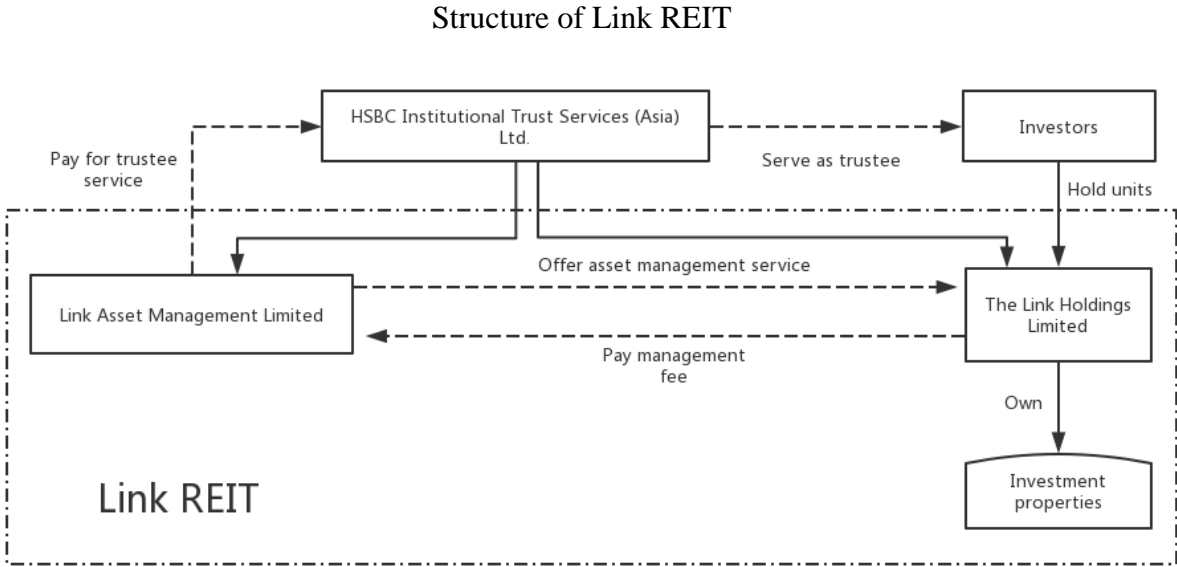 Structure of Link REIT
HSBC Institutional Trust Services (Asia)
Ltd.
Investors
Pay for trustee
service
Serve as trustee
Hold units
Offer asset management service
Link Asset Management Limited
The Link Holdings
Limited
Pay management
fee
Own
Link REIT
Investment
properties